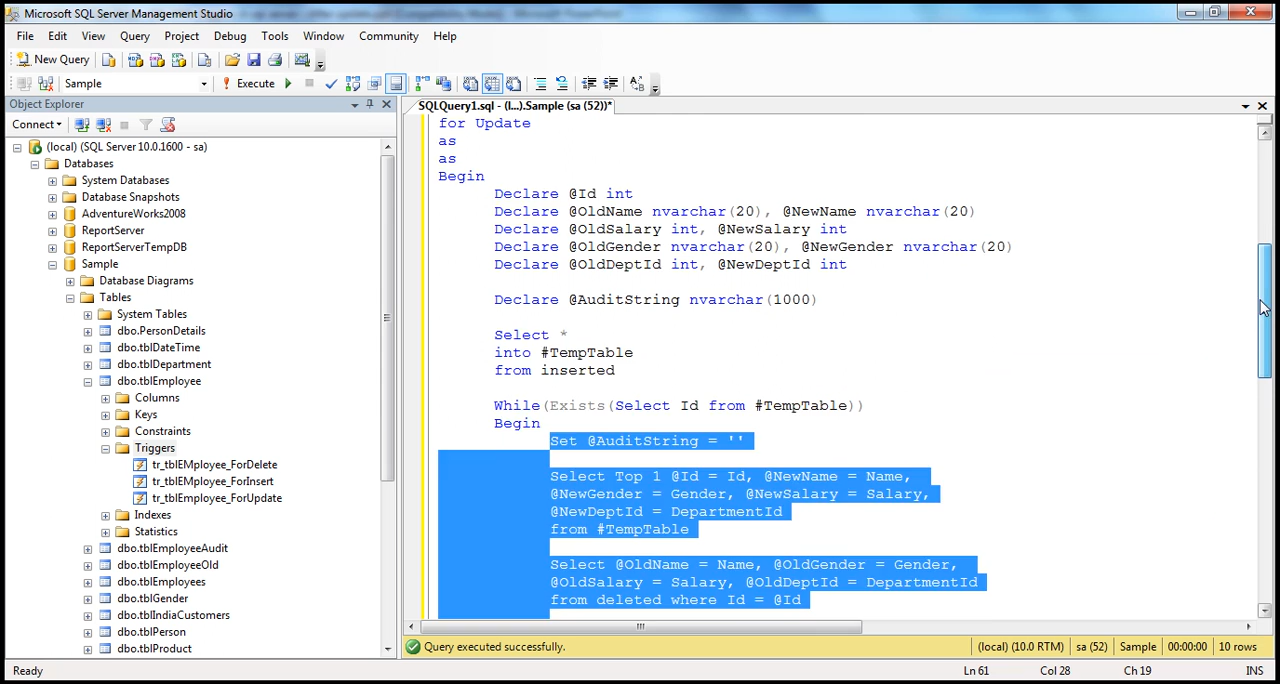 Microsoft SQL Server Management Studio
File Edit View Query Project Debug Tools Window Community Help
New Query
Sample Execute
Object Explorer
SQLQuery1.sql - (l...).Sample (sa (52))*
Connect
(local) (SQL Server 10.0.1600 - sa)
Databases
System Databases
Database Snapshots
AdventureWorks2008
ReportServer
ReportServerTempDB
Sample
Database Diagrams
Tables
System Tables
dbo.PersonDetails
dbo.tblDateTime
dbo.tblDepartment
dbo.tblEmployee
Columns
Keys
Constraints
Triggers
tr_tblEMployee_ForDelete
tr_tblEMployee_ForInsert
tr_tblEmployee_ForUpdate
Indexes
Statistics
dbo.tblEmployeeAudit
dbo.tblEmployeeOld
dbo.tblEmployees
dbo.tblGender
dbo.tblIndiaCustomers
dbo.tblPerson
dbo.tblProduct
for Update
as
as
Begin
Declare @Id int
Declare @OldName nvarchar(20), @NewName nvarchar(20)
Declare @OldSalary int, @NewSalary int
Declare @OldGender nvarchar(20), @NewGender nvarchar(20)
Declare @OldDeptId int, @NewDeptId int
Declare @AuditString nvarchar(1000)
Select *
into #TempTable
from inserted
While(Exists(Select Id from #TempTable))
Begin
Set @AuditString = ''
Select Top 1 @Id = Id, @NewName = Name,
@NewGender = Gender, @NewSalary = Salary,
@NewDeptId = DepartmentId
from #TempTable
Select @OldName = Name, @OldGender = Gender,
@OldSalary = Salary, @OldDeptId = DepartmentId
from deleted where Id = @Id
Query executed successfully. (local) (10.0 RTM) sa (52) Sample 00:00:00 10 rows
Ready Ln 61 Col 28 Ch 19 INS